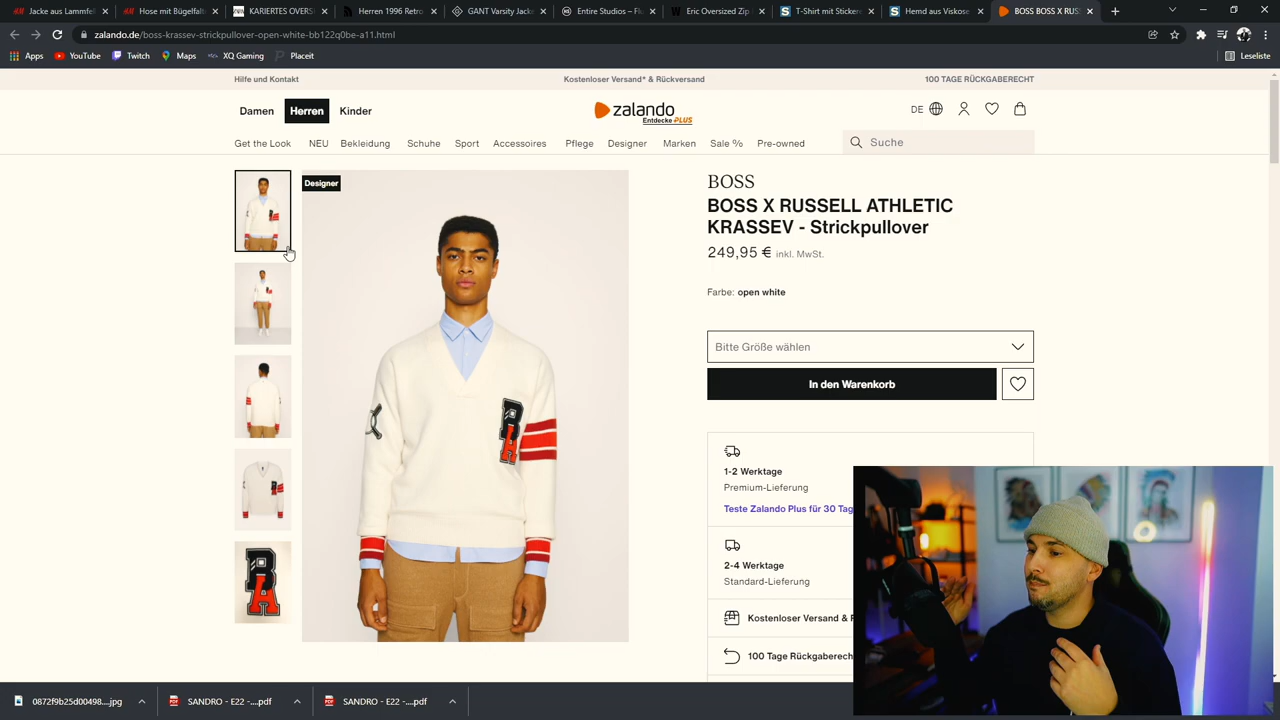 Jacke aus Lammfell
Hose mit Bügelfalte
KARIERTES OVERS
Herren 1996 Retro
GANT Varsity Jacke
Entire Studios – Fl
Eric Oversized Zip
T-Shirt mit Stickere
Hemd aus Viskose
BOSS BOSS X RUS
zalando.de/boss-krassev-strickpullover-open-white-bb122q0be-a11.html
Apps
YouTube
Twitch
Maps
XQ Gaming
Placeit
Leseliste
Hilfe und Kontakt
Kostenloser Versand* & Rückversand
100 TAGE RÜCKGABERECHT
Damen
Herren
Kinder
zalando
Entdecke PLUS
DE
Get the Look
NEU
Bekleidung
Schuhe
Sport
Accessoires
Pflege
Designer
Marken
Sale %
Pre-owned
Suche
Designer
BOSS
BOSS X RUSSELL ATHLETIC
KRASSEV - Strickpullover
249,95 € inkl. MwSt.
Farbe: open white
Bitte Größe wählen
In den Warenkorb
1-2 Werktage
Premium-Lieferung
Teste Zalando Plus für 30 Tag
2-4 Werktage
Standard-Lieferung
Kostenloser Versand & R
100 Tage Rückgaberech
0872f9b25d00498....jpg
SANDRO - E22 -....pdf
SANDRO - E22 -....pdf